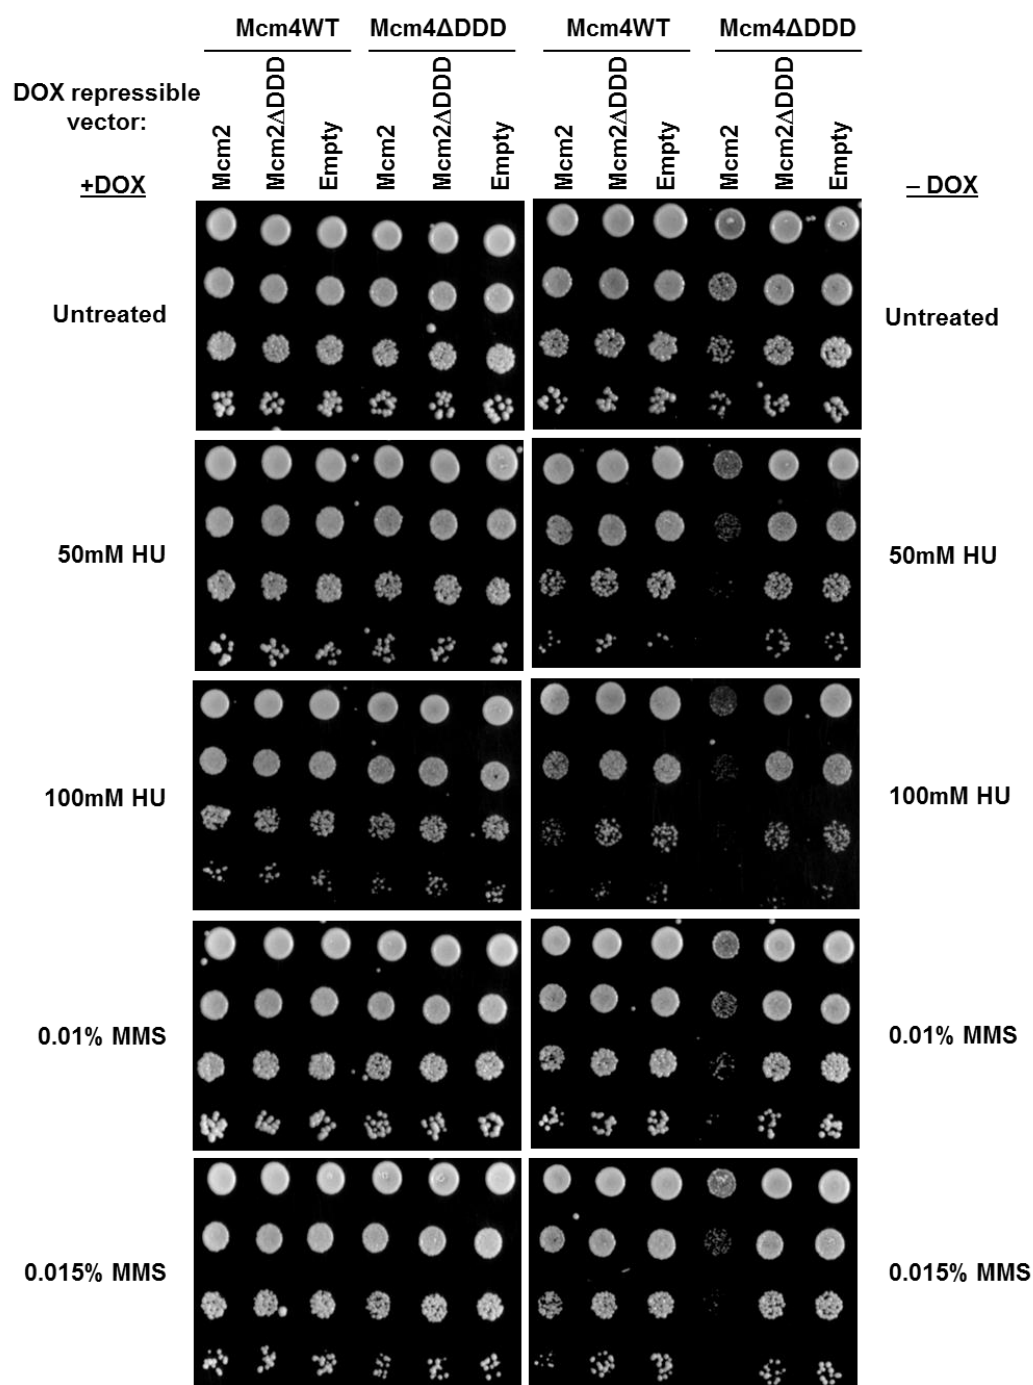 Mcm4WT Mcm4ΔDDD Mcm4WT Mcm4ΔDDD
DOX repressible
vector:
Mcm2
Mcm2ΔDDD
Empty
Mcm2
Mcm2ΔDDD
Empty
Mcm2
Mcm2ΔDDD
Empty
Mcm2
Mcm2ΔDDD
Empty
+DOX – DOX
Untreated Untreated
50mM HU 50mM HU
100mM HU 100mM HU
0.01% MMS 0.01% MMS
0.015% MMS 0.015% MMS